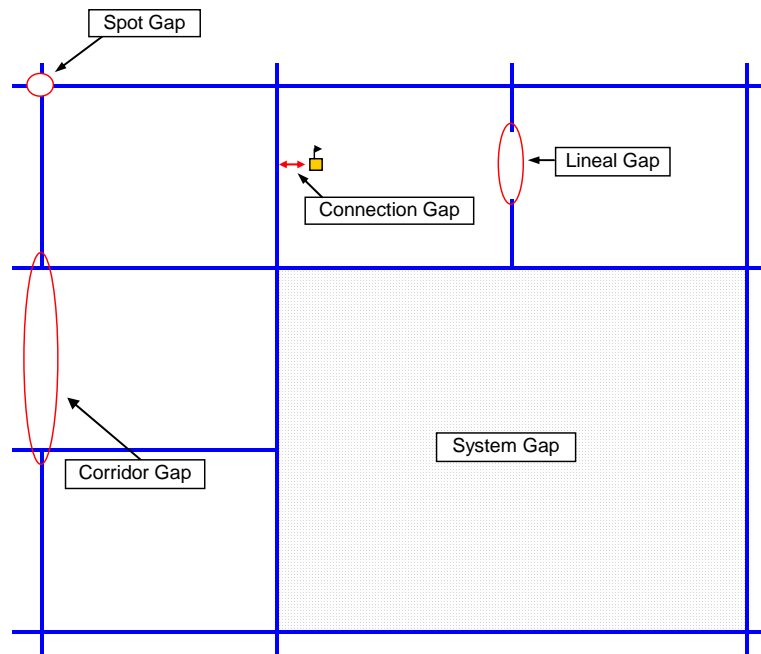 Spot Gap
Lineal Gap
Connection Gap
System Gap
Corridor Gap